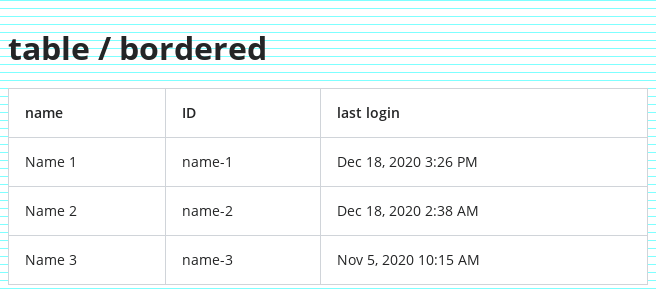 table / bordered
name ID last login
Name 1 name-1 Dec 18, 2020 3:26 PM
Name 2 name-2 Dec 18, 2020 2:38 AM
Name 3 name-3 Nov 5, 2020 10:15 AM